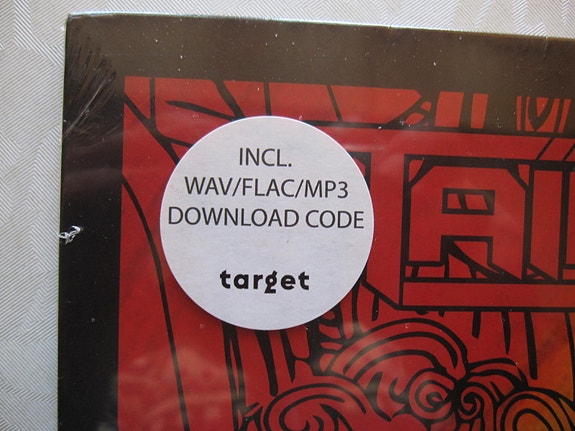 INCL.
WAV/FLAC/MP3
DOWNLOAD CODE
target